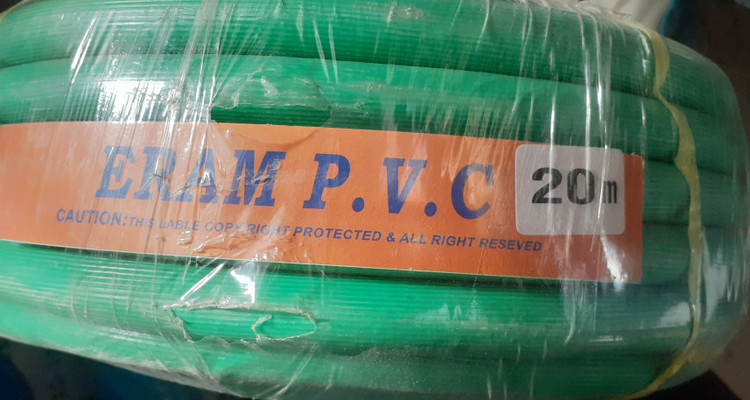 ERAM P.V.C 20m
CAUTION:THIS LABLE COPY RIGHT PROTECTED & ALL RIGHT RESEVED